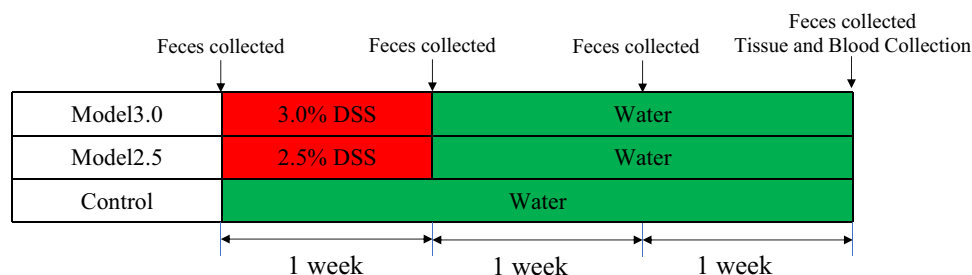 Feces collected
Tissue and Blood Collection
Feces collected
Feces collected
Feces collected
Model3.0
3.0% DSS
Water
Model2.5
2.5% DSS
Water
Control
Water
1 week
1 week
1 week